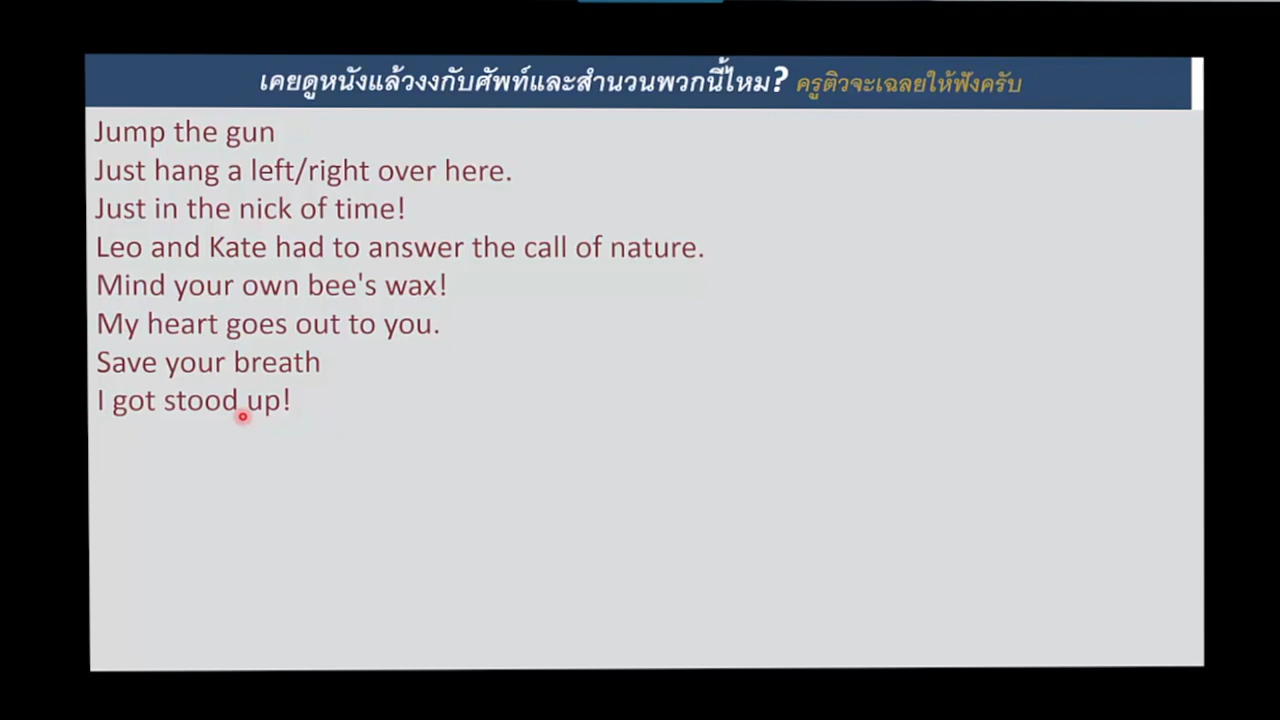 เคยดูหนังแล้วงงกับศัพท์และสำนวนพวกนี้ไหม? ครูติวจะเฉลยให้ฟังครับ
Jump the gun
Just hang a left/right over here.
Just in the nick of time!
Leo and Kate had to answer the call of nature.
Mind your own bee's wax!
My heart goes out to you.
Save your breath
I got stood up!